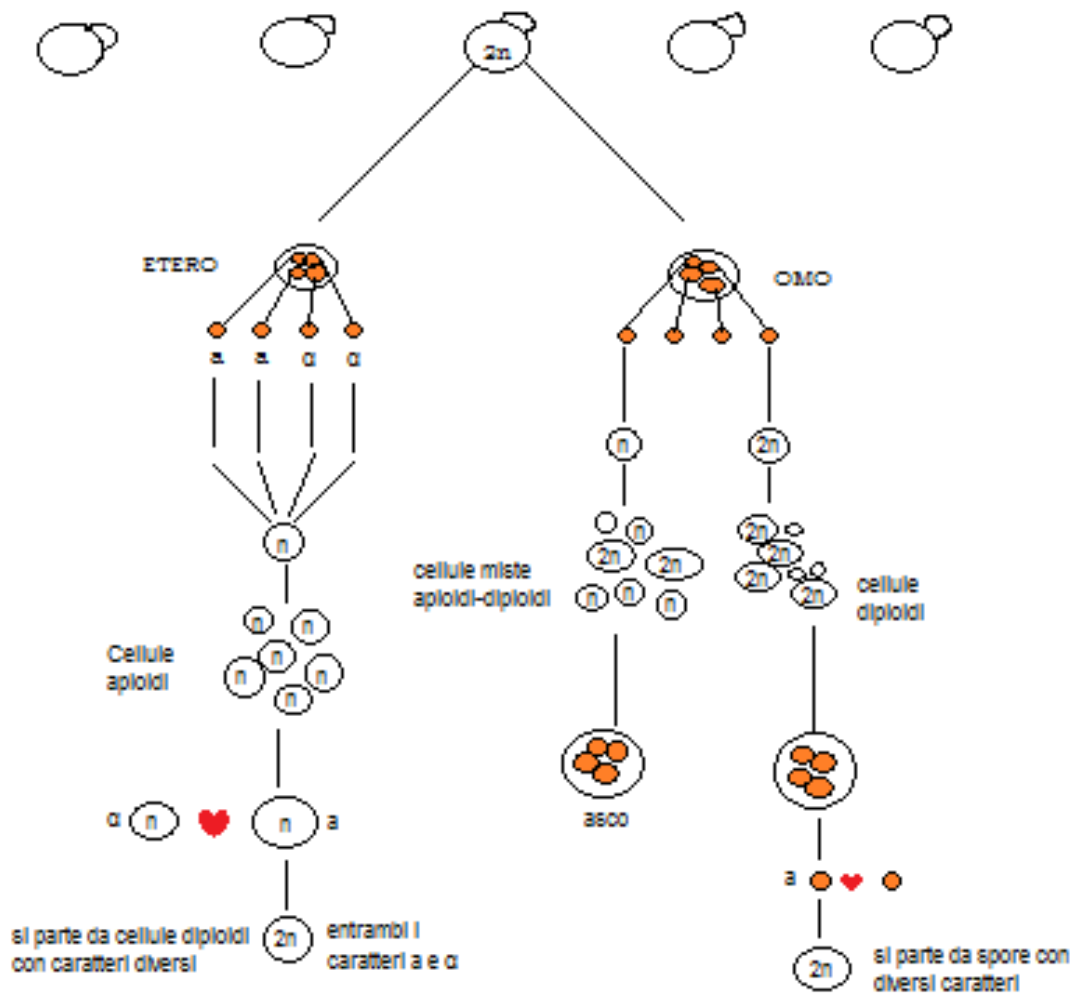 2n
ETERO
OMO
a a α α
n
2n
n
cellule miste
aploidi-diploidi
n
2n
2n
n
n
n
2n
2n
2n
2n
cellule
diploidi
Cellule
aploidi
n
n
n
n
n
n
asco
α n n a
a
si parte da cellule diploidi
con caratteri diversi
2n
entrambi i
caratteri a e α
2n
si parte da spore con
diversi caratteri